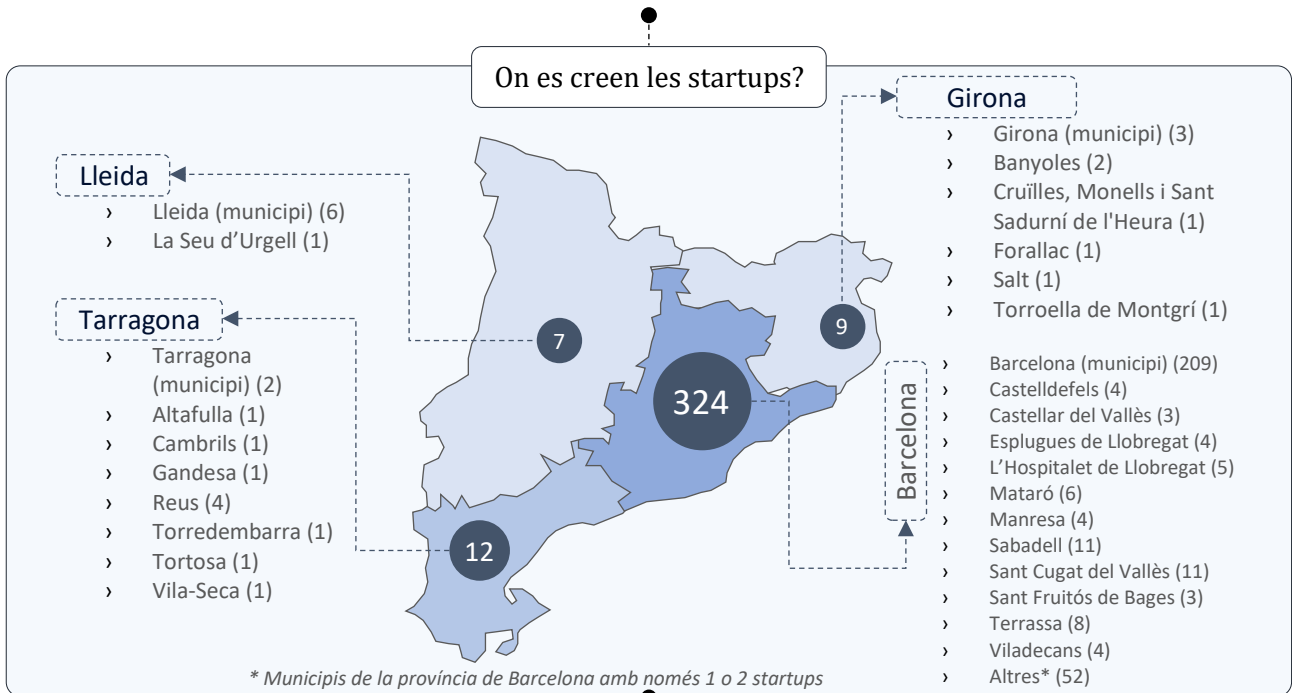 On es creen les startups?
Lleida
› Lleida (municipi) (6)
› La Seu d’Urgell (1)
Tarragona
› Tarragona
(municipi) (2)
› Altafulla (1)
› Cambrils (1)
› Gandesa (1)
› Reus (4)
› Torredembarra (1)
› Tortosa (1)
› Vila-Seca (1)
7
9
324
12
Girona
› Girona (municipi) (3)
› Banyoles (2)
› Cruïlles, Monells i Sant
Sadurní de l'Heura (1)
› Forallac (1)
› Salt (1)
› Torroella de Montgrí (1)
Barcelona
› Barcelona (municipi) (209)
› Castelldefels (4)
› Castellar del Vallès (3)
› Esplugues de Llobregat (4)
› L’Hospitalet de Llobregat (5)
› Mataró (6)
› Manresa (4)
› Sabadell (11)
› Sant Cugat del Vallès (11)
› Sant Fruitós de Bages (3)
› Terrassa (8)
› Viladecans (4)
› Altres* (52)
* Municipis de la província de Barcelona amb només 1 o 2 startups